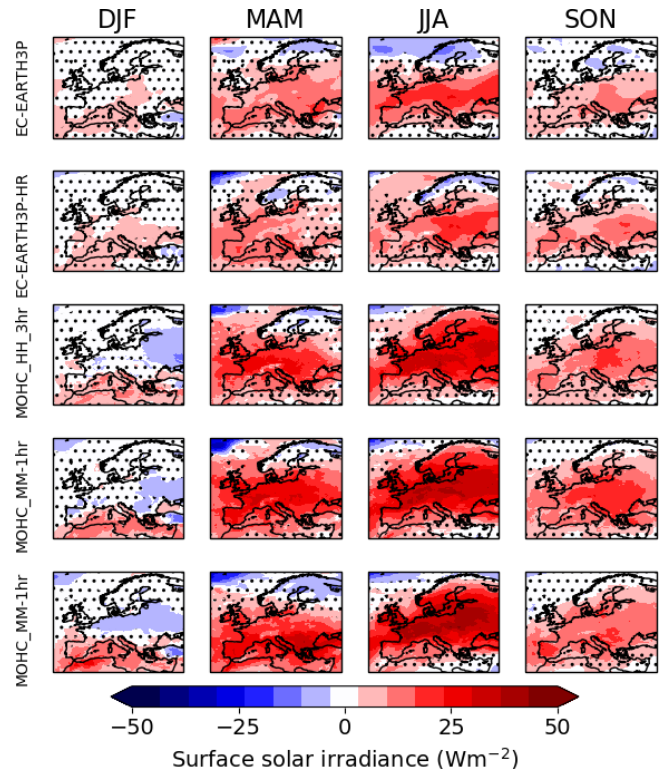 DJF MAM JJA SON
EC-EARTH3P
EC-EARTH3P-HR
MOHC_HH_3hr
MOHC_MM-1hr
MOHC_MM-1hr
−50 −25 0 25 50
Surface solar irradiance (Wm⁻²)